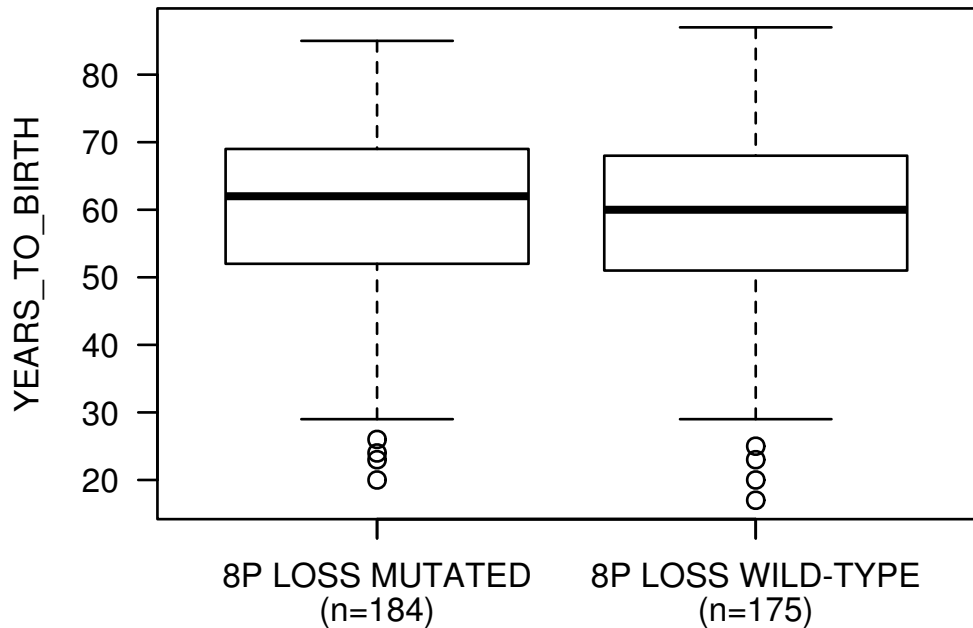 YEARS_TO_BIRTH
80
70
60
50
40
30
20
8P LOSS MUTATED
(n=184)
8P LOSS WILD-TYPE
(n=175)